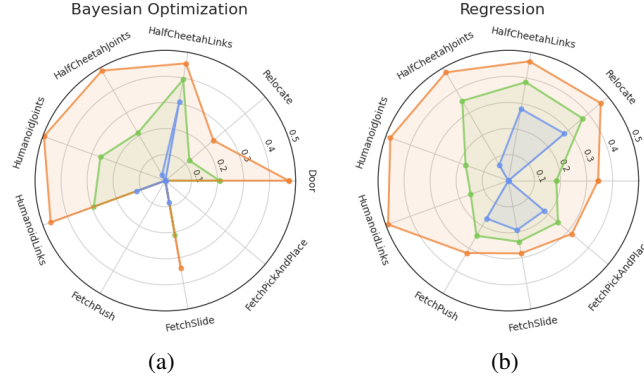 Bayesian Optimization
HalfCheetahLinks
HalfCheetahJoints
Relocate
HumanoidJoints
0.5
0.4
0.3
0.2
0.1
Door
HumanoidLinks
FetchPush
FetchSlide
FetchPickAndPlace
(a)
Regression
HalfCheetahLinks
HalfCheetahJoints
Relocate
HumanoidJoints
0.5
0.4
0.3
0.2
0.1
Door
HumanoidLinks
FetchPush
FetchSlide
FetchPickAndPlace
(b)